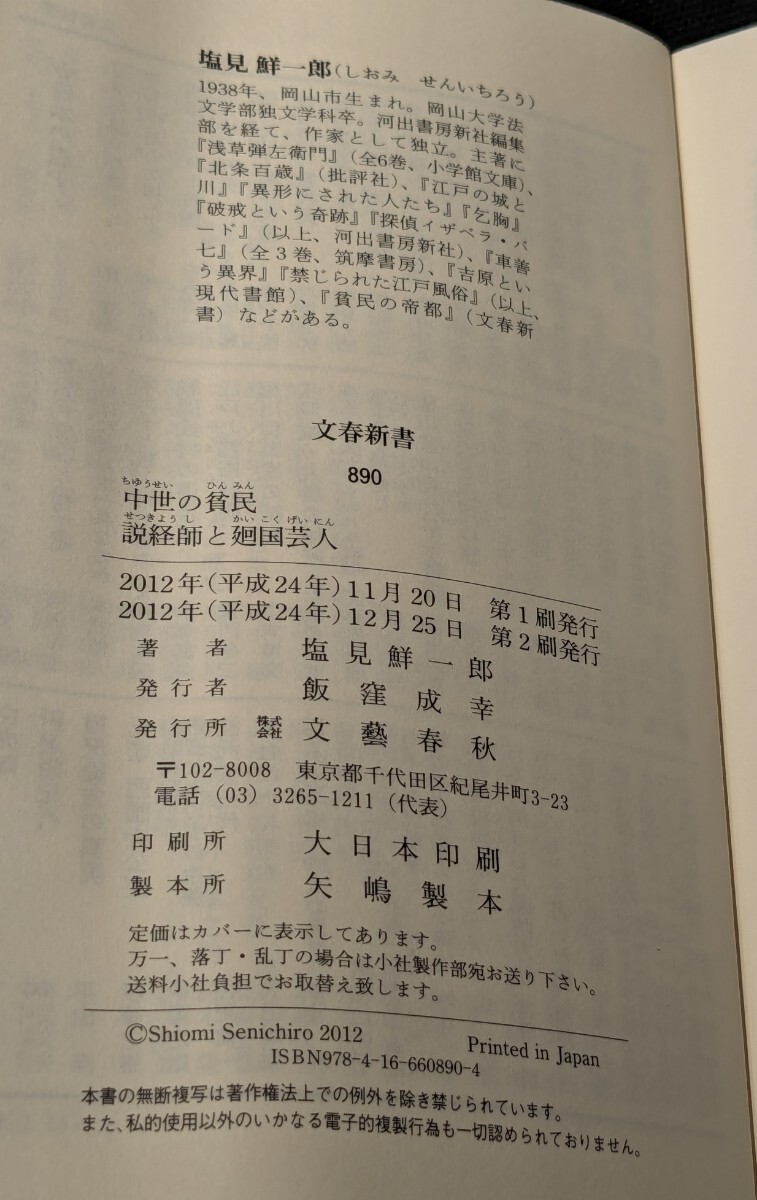 塩見 鮮一郎(しおみ　せんいちろう)
1938年、岡山市生まれ。岡山大学法
文学部独文学科卒。河出書房新社編集
部を経て、作家として独立。主著に
『浅草弾左衛門』(全6巻、小学館文庫)、
『北条百歳』(批評社)、『江戸の城と
川』『異形にされた人たち』『乞胸』
『破戒という奇跡』『探偵イザベラ・バ
ード』(以上、河出書房新社)、『車善
七』(全３巻、筑摩書房)、『吉原とい
う異界』『禁じられた江戸風俗』(以上、
現代書館)、『貧民の帝都』(文春新
書) などがある。
文春新書
890
ちゆうせい　ひんみん
中世の貧民
せつきようし　かいこくげいにん
説経師と廻国芸人
2012年(平成24年)11月20日　第1刷発行
2012年(平成24年)12月25日　第2刷発行
著　者　塩見鮮一郎
発行者　飯窪成幸
発行所　株式会社　文藝春秋
〒102-8008　東京都千代田区紀尾井町3-23
電話 (03) 3265-1211 (代表)
印刷所　大日本印刷
製本所　矢嶋製本
定価はカバーに表示してあります。
万一、落丁・乱丁の場合は小社製作部宛お送り下さい。
送料小社負担でお取替え致します。
©Shiomi Senichiro 2012　Printed in Japan
ISBN978-4-16-660890-4
本書の無断複写は著作権法上での例外を除き禁じられています。
また、私的使用以外のいかなる電子的複製行為も一切認められておりません。